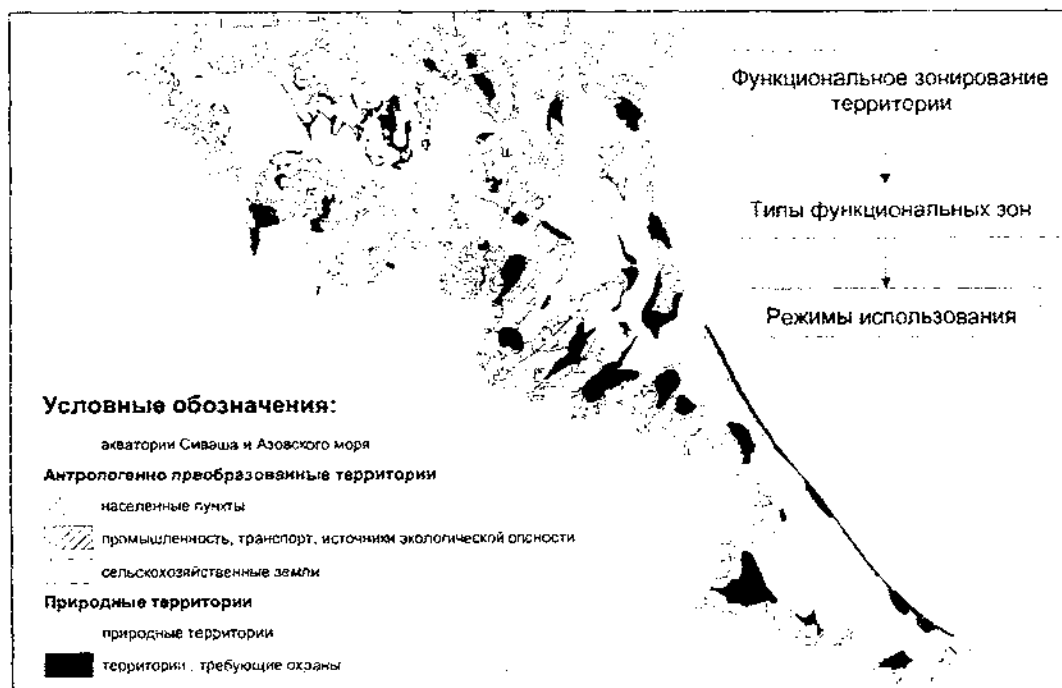 Функциональное зонирование
территории
Типы функциональных зон
Режимы использования
Условные обозначения:
акватории Сиваша и Азовского моря
Антропогенно преобразованные территории
населенные пункты
промышленность, транспорт, источники экологической опасности
сельскохозяйственные земли
Природные территории
природные территории
территории , требующие охраны